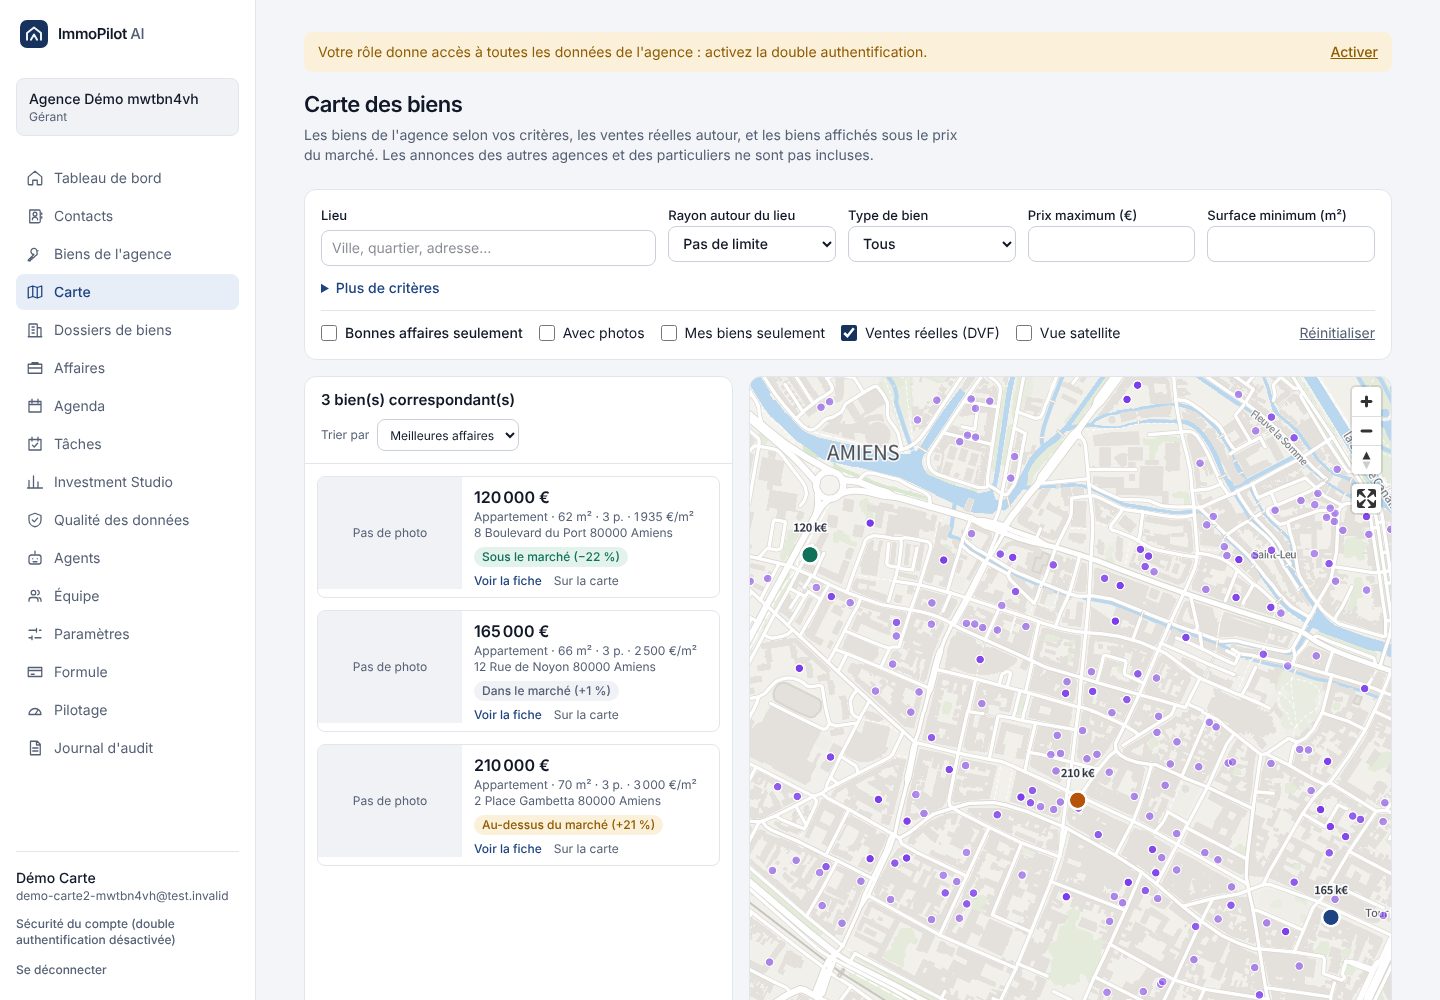 ImmoPilot AI
Agence Démo mwtbn4vh
Gérant
Tableau de bord
Contacts
Biens de l'agence
Carte
Dossiers de biens
Affaires
Agenda
Tâches
Investment Studio
Qualité des données
Agents
Équipe
Paramètres
Formule
Pilotage
Journal d'audit
Démo Carte
demo-carte2-mwtbn4vh@test.invalid
Sécurité du compte (double
authentification désactivée)
Se déconnecter
Votre rôle donne accès à toutes les données de l'agence : activez la double authentification.
Activer
Carte des biens
Les biens de l'agence selon vos critères, les ventes réelles autour, et les biens affichés sous le prix
du marché. Les annonces des autres agences et des particuliers ne sont pas incluses.
Lieu
Ville, quartier, adresse…
Rayon autour du lieu
Pas de limite
Type de bien
Tous
Prix maximum (€)
Surface minimum (m²)
Plus de critères
Bonnes affaires seulement
Avec photos
Mes biens seulement
Ventes réelles (DVF)
Vue satellite
Réinitialiser
3 bien(s) correspondant(s)
Trier par
Meilleures affaires
Pas de photo
120 000 €
Appartement · 62 m² · 3 p. · 1 935 €/m²
8 Boulevard du Port 80000 Amiens
Sous le marché (−22 %)
Voir la fiche Sur la carte
Pas de photo
165 000 €
Appartement · 66 m² · 3 p. · 2 500 €/m²
12 Rue de Noyon 80000 Amiens
Dans le marché (+1 %)
Voir la fiche Sur la carte
Pas de photo
210 000 €
Appartement · 70 m² · 3 p. · 3 000 €/m²
2 Place Gambetta 80000 Amiens
Au-dessus du marché (+21 %)
Voir la fiche Sur la carte
AMIENS
Fleuve la Somme
120 k€
Saint-Leu
210 k€
165 k€